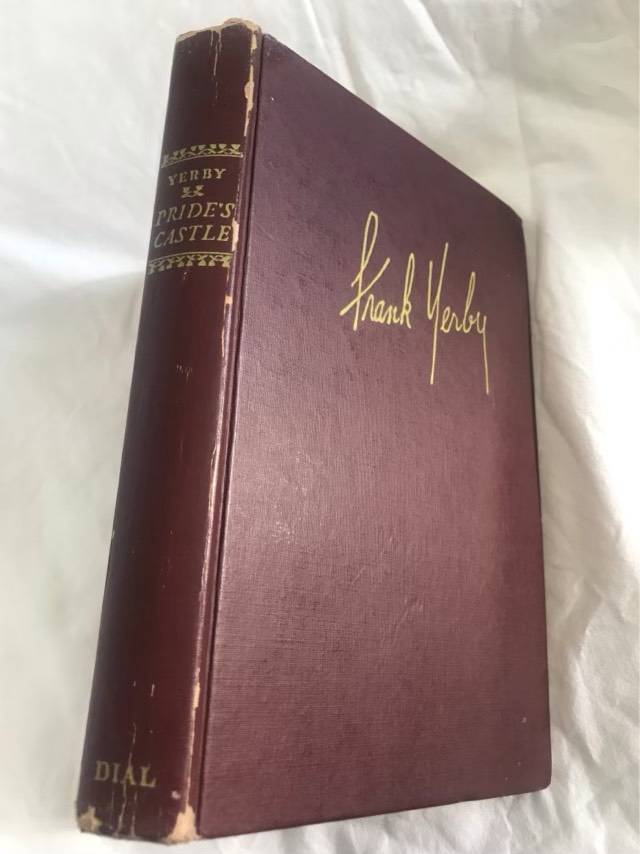 YERBY
PRIDE'S
CASTLE
DIAL
Frank Yerby